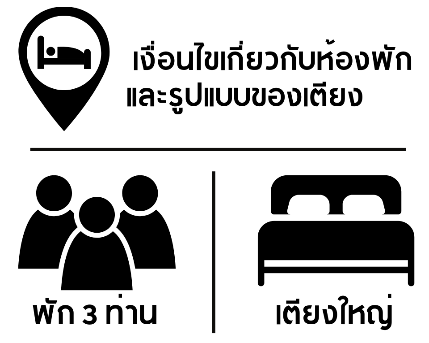 เงื่อนไขเกี่ยวกับห้องพัก
และรูปแบบของเตียง
พัก 3 ท่าน
เตียงใหญ่